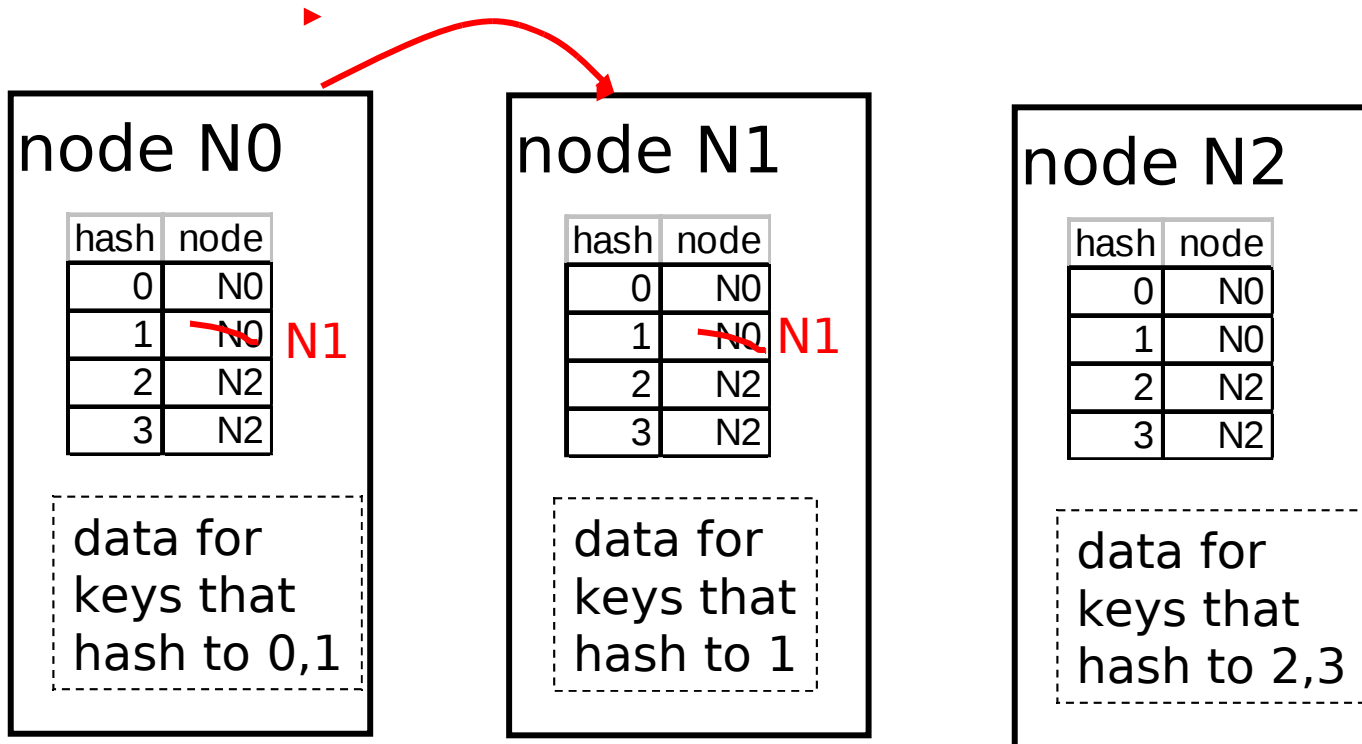 node N0
hash node
0 N0
1 N0 N1
2 N2
3 N2
data for
keys that
hash to 0,1
node N1
hash node
0 N0
1 N0 N1
2 N2
3 N2
data for
keys that
hash to 1
node N2
hash node
0 N0
1 N0
2 N2
3 N2
data for
keys that
hash to 2,3